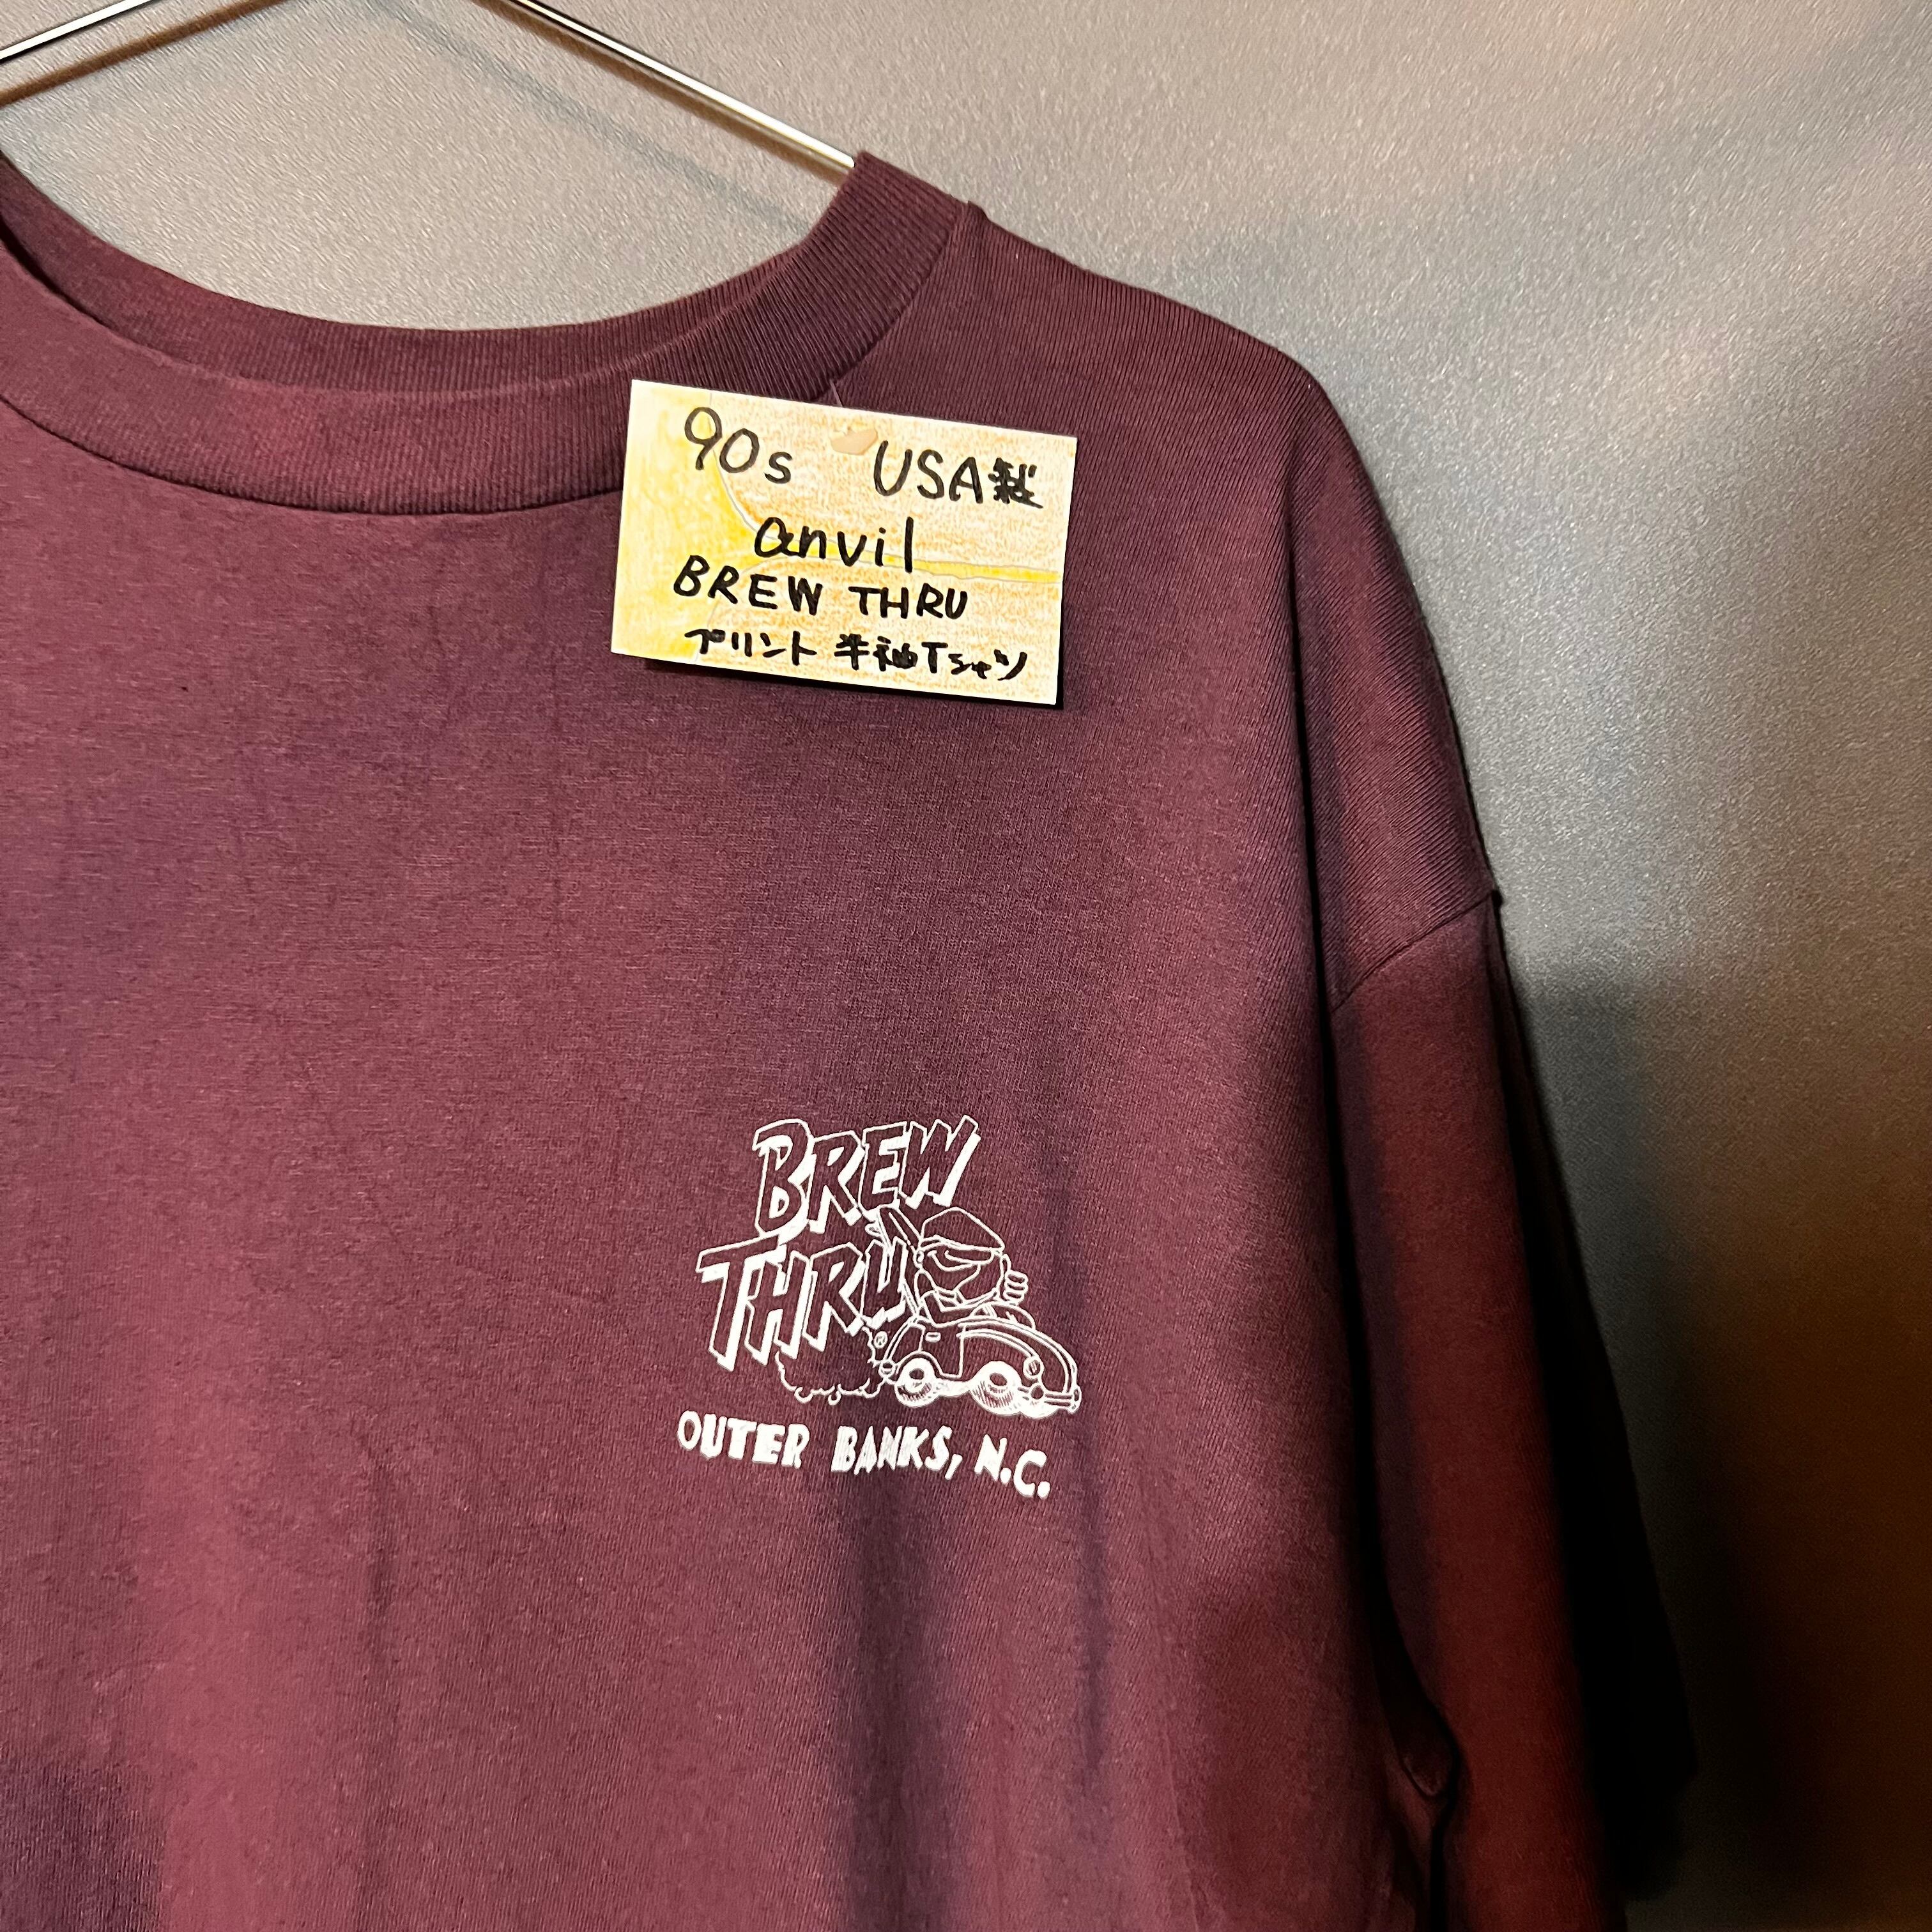 90s USA製
anvil
BREW THRU
プリント 半袖Tシャツ
BREW
THRU
OUTER BANKS, N.C.